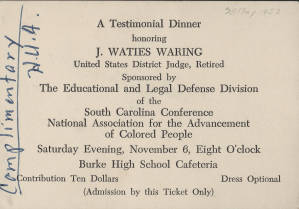 A Testimonial Dinner
honoring
J. WATIES WARING
United States District Judge, Retired
Sponsored by
The Educational and Legal Defense Division
of the
South Carolina Conference
National Association for the Advancement
of Colored People
Saturday Evening, November 6, Eight O'clock
Burke High School Cafeteria
Contribution Ten Dollars Dress Optional
(Admission by this Ticket Only)
Complimentary